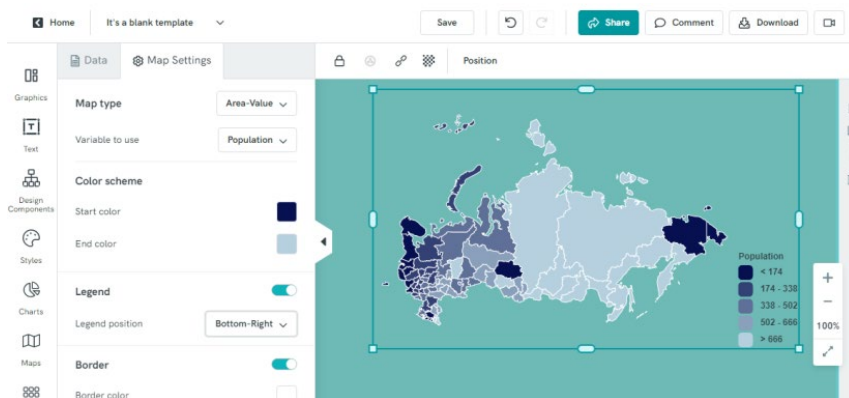 Home It's a blank template Save Share Comment Download
Data Map Settings Position
Graphics
Text
Design
Components
Styles
Charts
Maps
Map type Area-Value
Variable to use Population
Color scheme
Start color
End color
Legend
Legend position Bottom-Right
Border
Border color
Population
< 174
174 - 338
338 - 502
502 - 666
> 666
100%